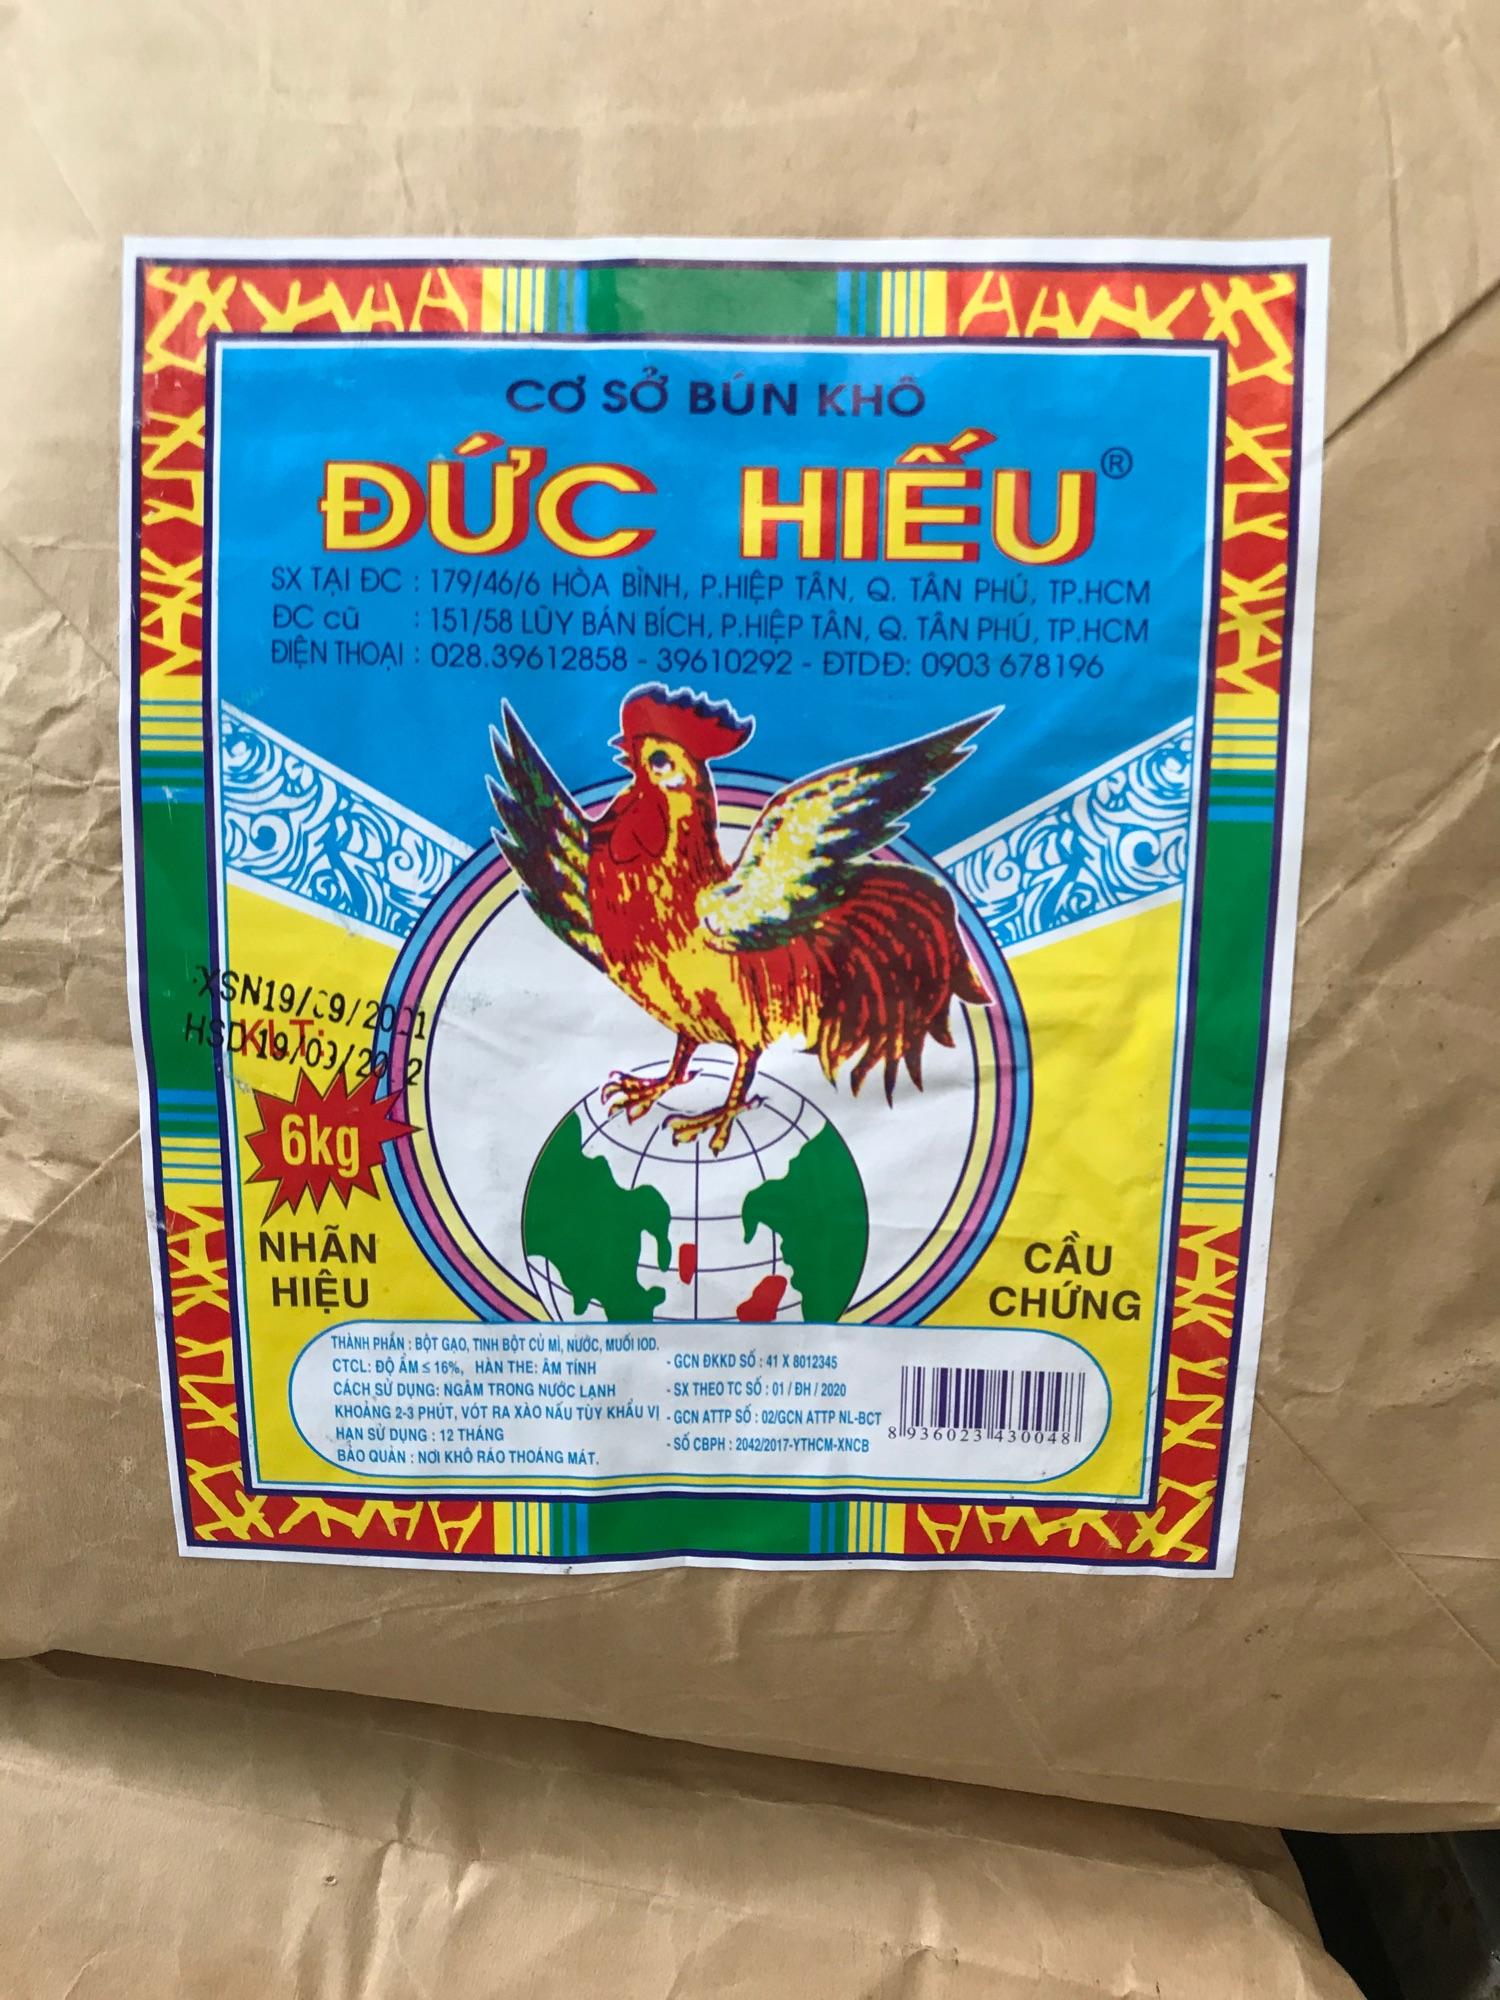 CƠ SỞ BÚN KHÔ
ĐỨC HIẾU®
SX TẠI ĐC : 179/46/6 HÒA BÌNH, P.HIỆP TÂN, Q. TÂN PHÚ, TP.HCM
ĐC cũ : 151/58 LŨY BÁN BÍCH, P.HIỆP TÂN, Q. TÂN PHÚ, TP.HCM
ĐIỆN THOẠI : 028.39612858 - 39610292 - ĐTDĐ: 0903 678196
KLT:
6kg
NHÃN
HIỆU
CẦU
CHỨNG
THÀNH PHẦN : BỘT GẠO, TINH BỘT CỦ MÌ, NƯỚC, MUỐI IOD.
CTCL: ĐỘ ẨM ≤ 16%, HÀN THE: ÂM TÍNH
CÁCH SỬ DỤNG: NGÂM TRONG NƯỚC LẠNH
KHOẢNG 2-3 PHÚT, VỚT RA XÀO NẤU TÙY KHẨU VỊ
HẠN SỬ DỤNG : 12 THÁNG
BẢO QUẢN : NƠI KHÔ RÁO THOÁNG MÁT.
- GCN ĐKKD SỐ : 41 X 8012345
- SX THEO TC SỐ : 01 / ĐH / 2020
- GCN ATTP SỐ : 02/GCN ATTP NL-BCT
- SỐ CBPH : 2042/2017-YTHCM-XNCB
8 936023 430048